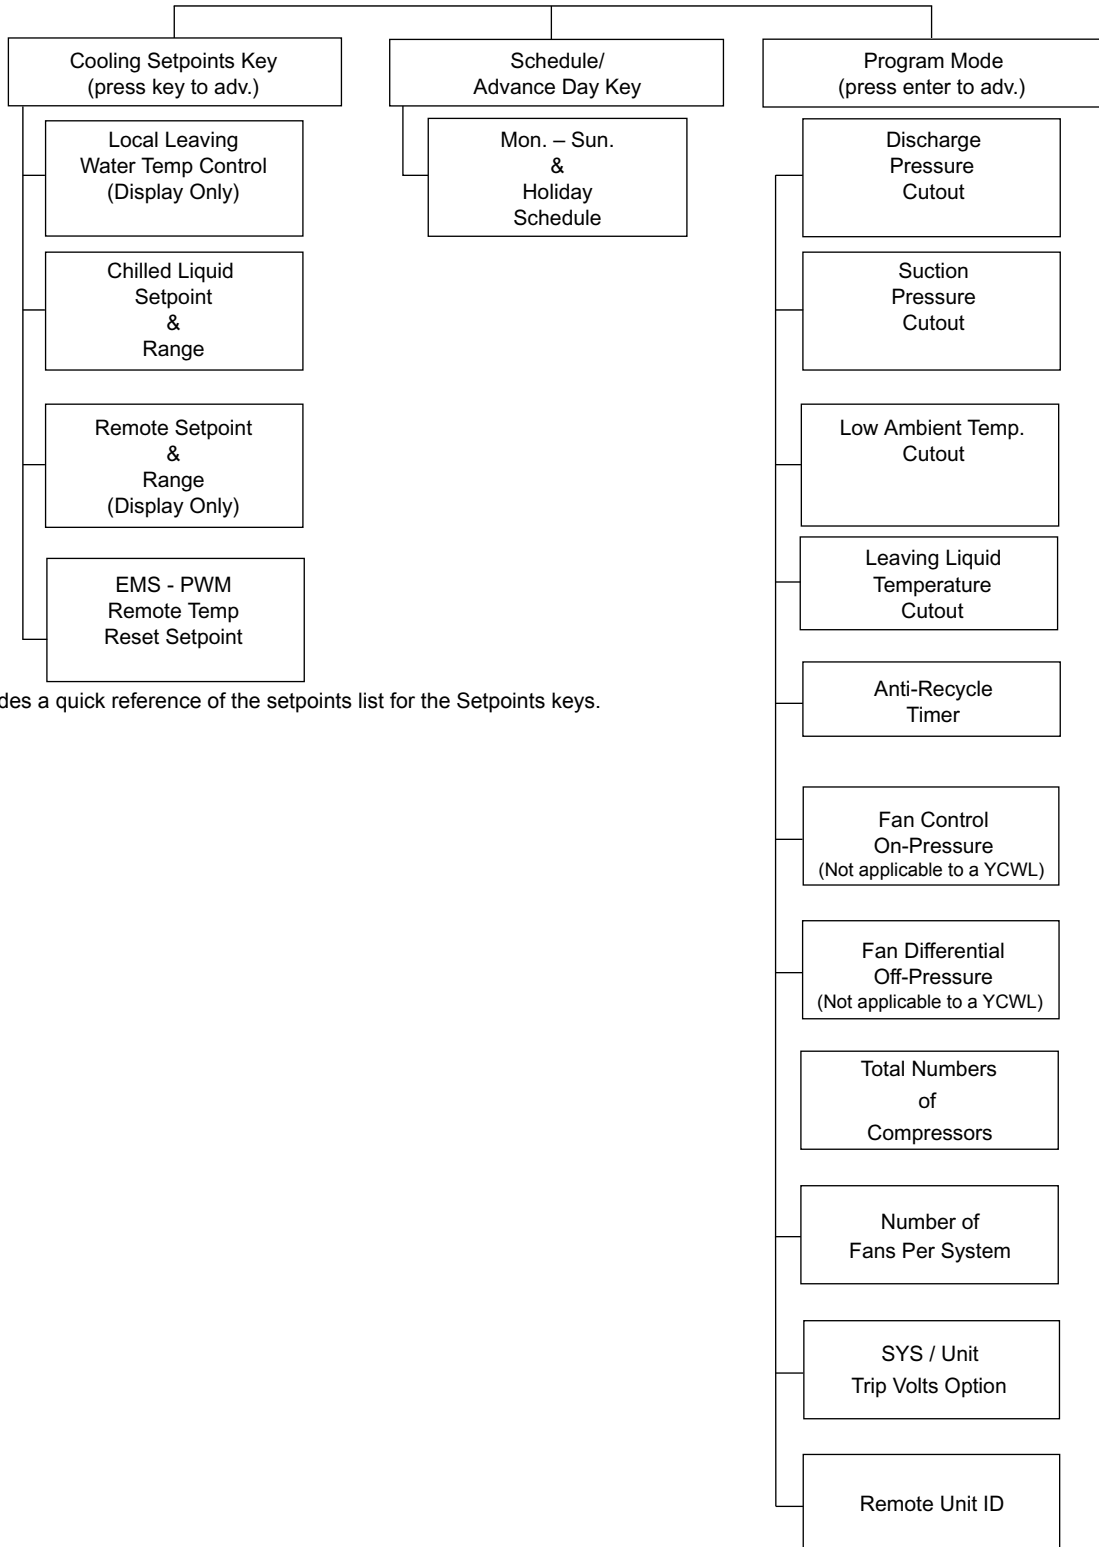 Cooling Setpoints Key
(press key to adv.)
Local Leaving
Water Temp Control
(Display Only)
Chilled Liquid
Setpoint
&
Range
Remote Setpoint
&
Range
(Display Only)
EMS - PWM
Remote Temp
Reset Setpoint
des a quick reference of the setpoints list for the Setpoints keys.
Schedule/
Advance Day Key
Mon. – Sun.
&
Holiday
Schedule
Program Mode
(press enter to adv.)
Discharge
Pressure
Cutout
Suction
Pressure
Cutout
Low Ambient Temp.
Cutout
Leaving Liquid
Temperature
Cutout
Anti-Recycle
Timer
Fan Control
On-Pressure
(Not applicable to a YCWL)
Fan Differential
Off-Pressure
(Not applicable to a YCWL)
Total Numbers
of
Compressors
Number of
Fans Per System
SYS / Unit
Trip Volts Option
Remote Unit ID